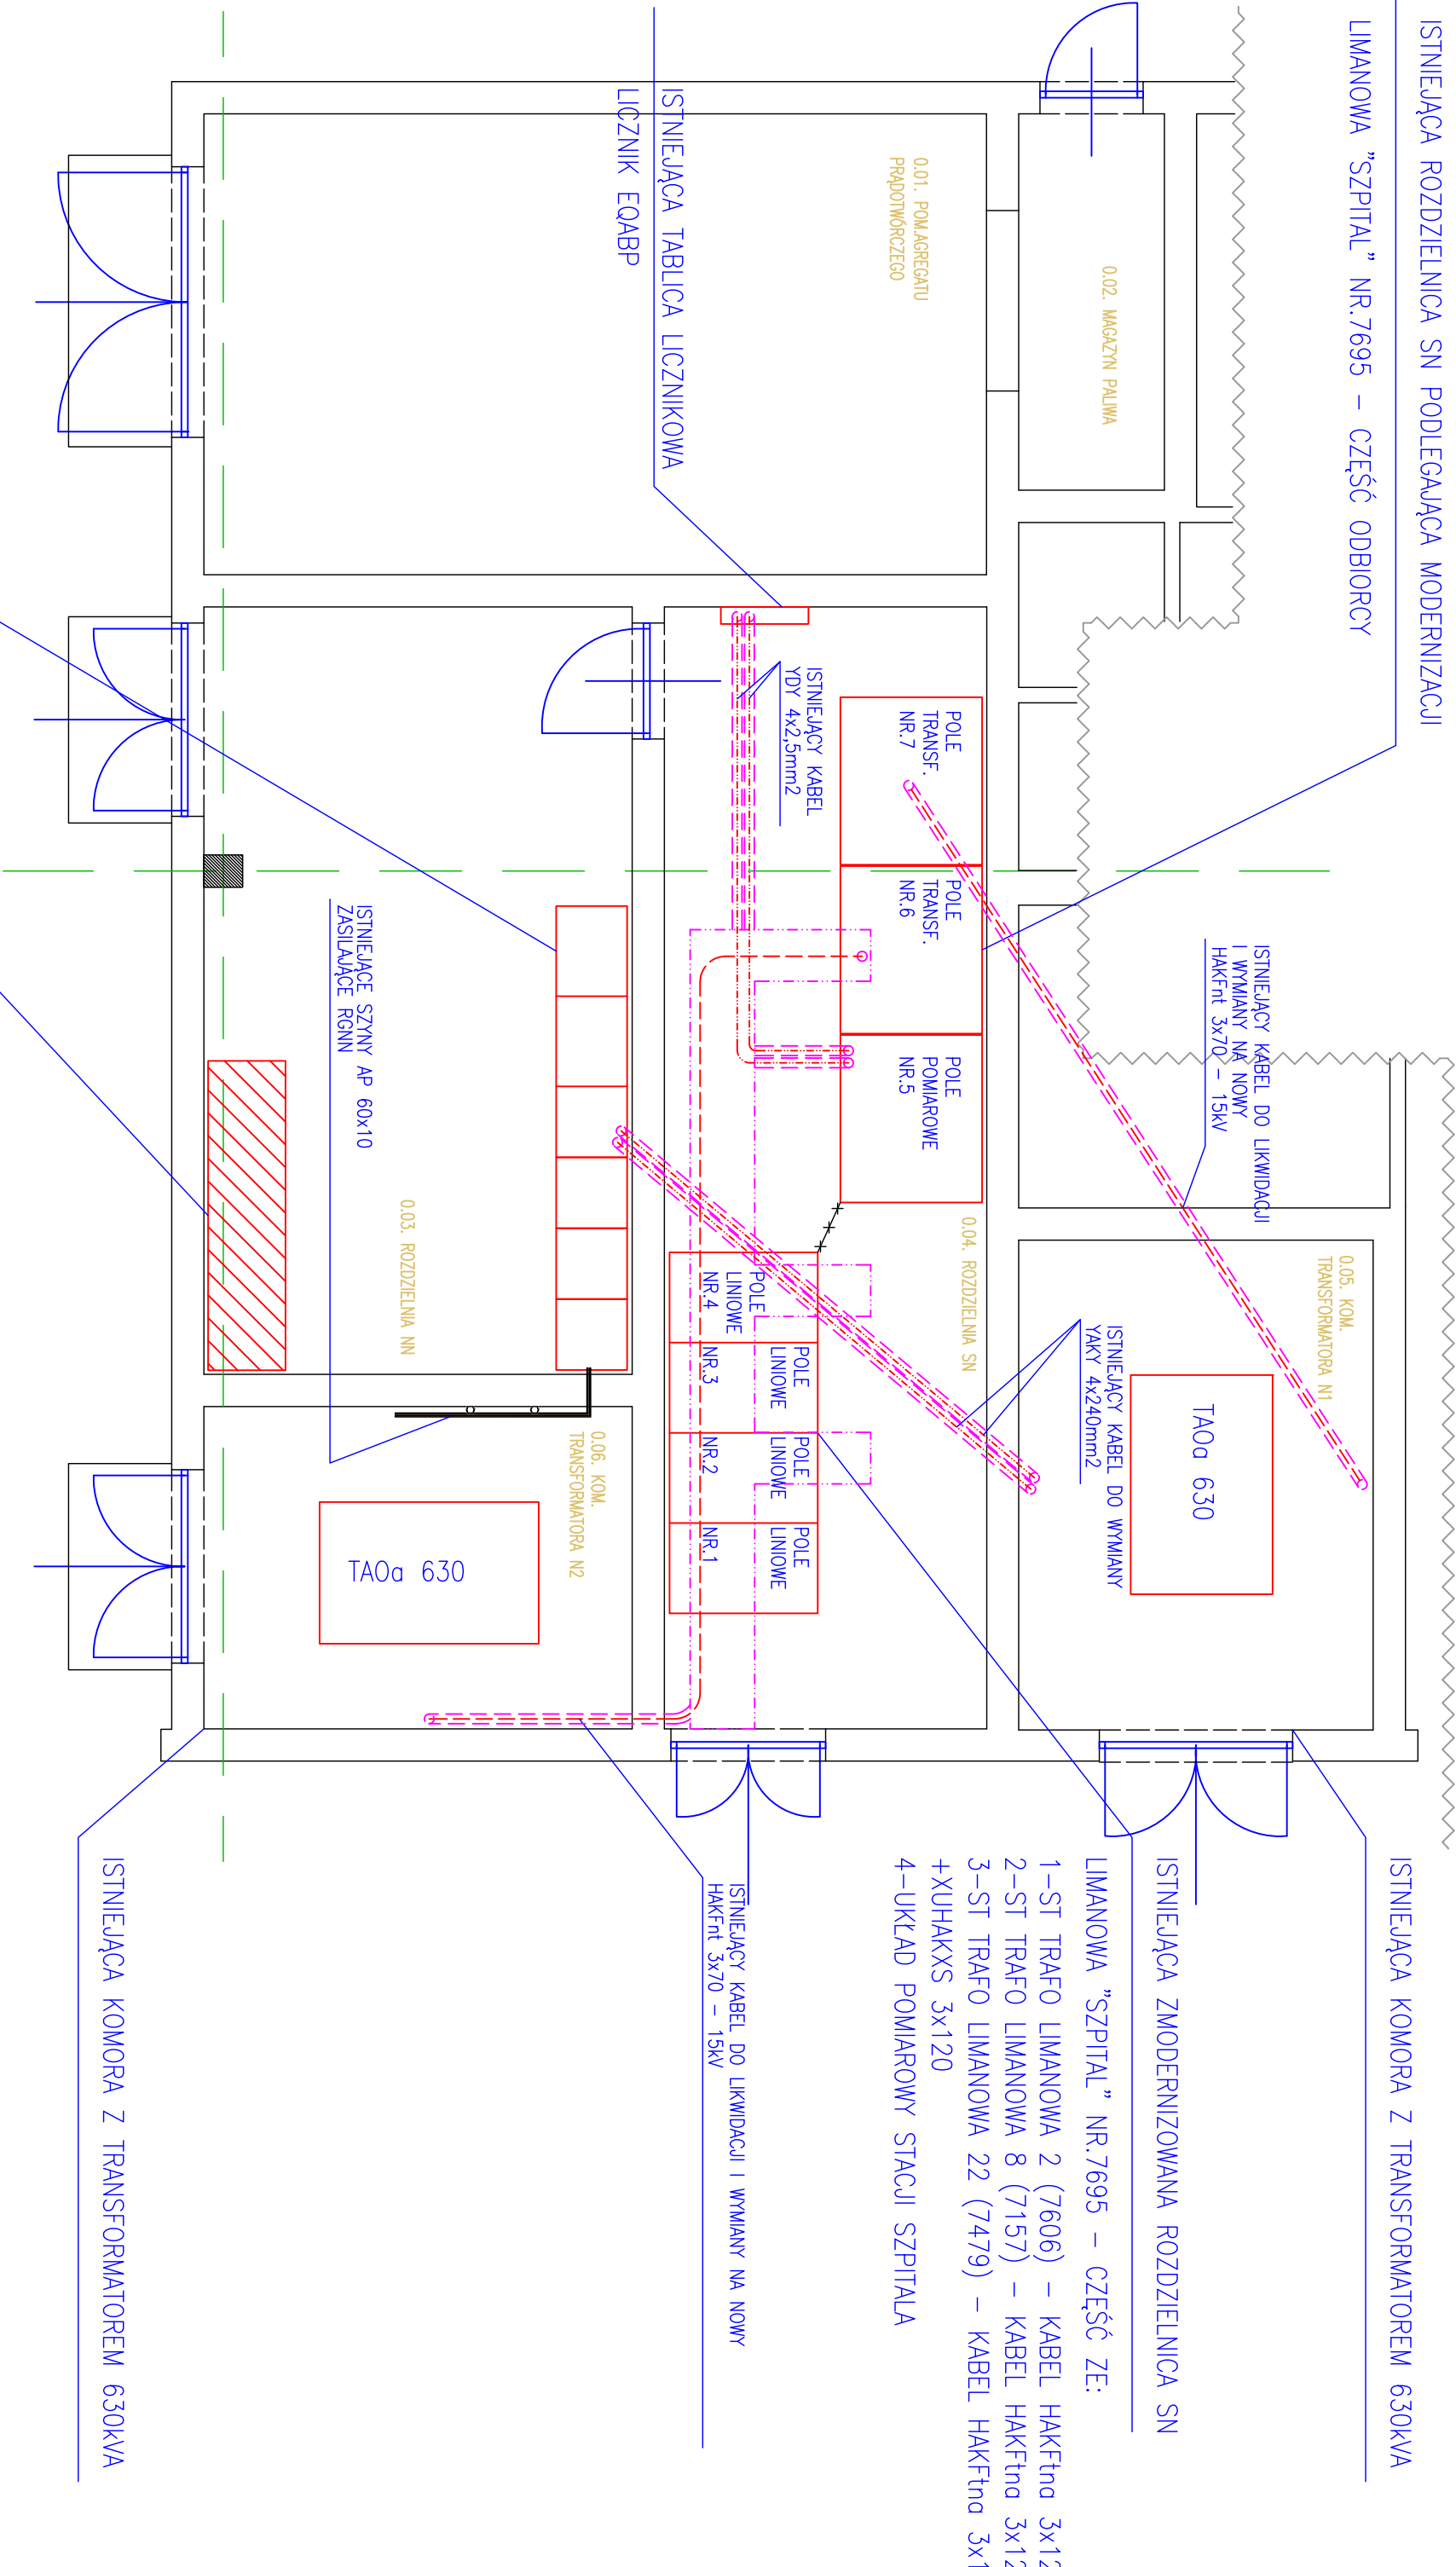 ISTNIEJĄCA ROZDZIELNICA SN PODLEGAJĄCA MODERNIZACJI
LIMANOWA "SZPITAL" NR.7695 – CZĘŚĆ ODBIORCY
ISTNIEJĄCA KOMORA Z TRANSFORMATOREM 630kVA
0.05. KOM.
TRANSFORMATORA N1
ISTNIEJĄCY KABEL DO LIKWIDACJI
I WYMIANY NA NOWY
HAKFnt 3x70 – 15kV
TAOa 630
ISTNIEJĄCA ZMODERNIZOWANA ROZDZIELNICA SN
LIMANOWA "SZPITAL" NR.7695 – CZĘŚĆ ZE:
1–ST TRAFO LIMANOWA 2 (7606) – KABEL HAKFtna 3x12
2–ST TRAFO LIMANOWA 8 (7157) – KABEL HAKFtna 3x12
3–ST TRAFO LIMANOWA 22 (7479) – KABEL HAKFtna 3x1
+XUHAKXS 3x120
4–UKŁAD POMIAROWY STACJI SZPITALA
0.02. MAGAZYN PALIWA
ISTNIEJĄCY KABEL DO WYMIANY
YAKY 4x240mm2
0.04. ROZDZIELNIA SN
0.01. POM.AGREGATU
PRĄDOTWÓRCZEGO
POLE
TRANSF.
NR.7
POLE
TRANSF.
NR.6
POLE
POMIAROWE
NR.5
ISTNIEJĄCY KABEL
YDY 4x2,5mm2
POLE
LINIOWE
NR.4
POLE
LINIOWE
NR.3
POLE
LINIOWE
NR.2
POLE
LINIOWE
NR.1
ISTNIEJĄCY KABEL DO LIKWIDACJI I WYMIANY NA NOWY
HAKFnt 3x70 – 15kV
ISTNIEJĄCA TABLICA LICZNIKOWA
LICZNIK EQABP
0.06. KOM.
TRANSFORMATORA N2
0.03. ROZDZIELNIA NN
TAOa 630
ISTNIEJĄCE SZYNY AP 60x10
ZASILAJĄCE RGNN
ISTNIEJĄCA KOMORA Z TRANSFORMATOREM 630kVA